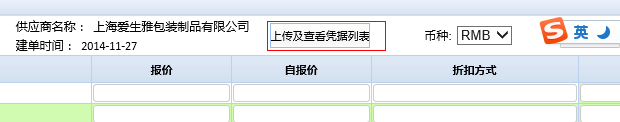 供应商名称： 上海爱生雅包装制品有限公司
建单时间： 2014-11-27
上传及查看凭据列表
币种: RMB
S 英
报价 自报价 折扣方式